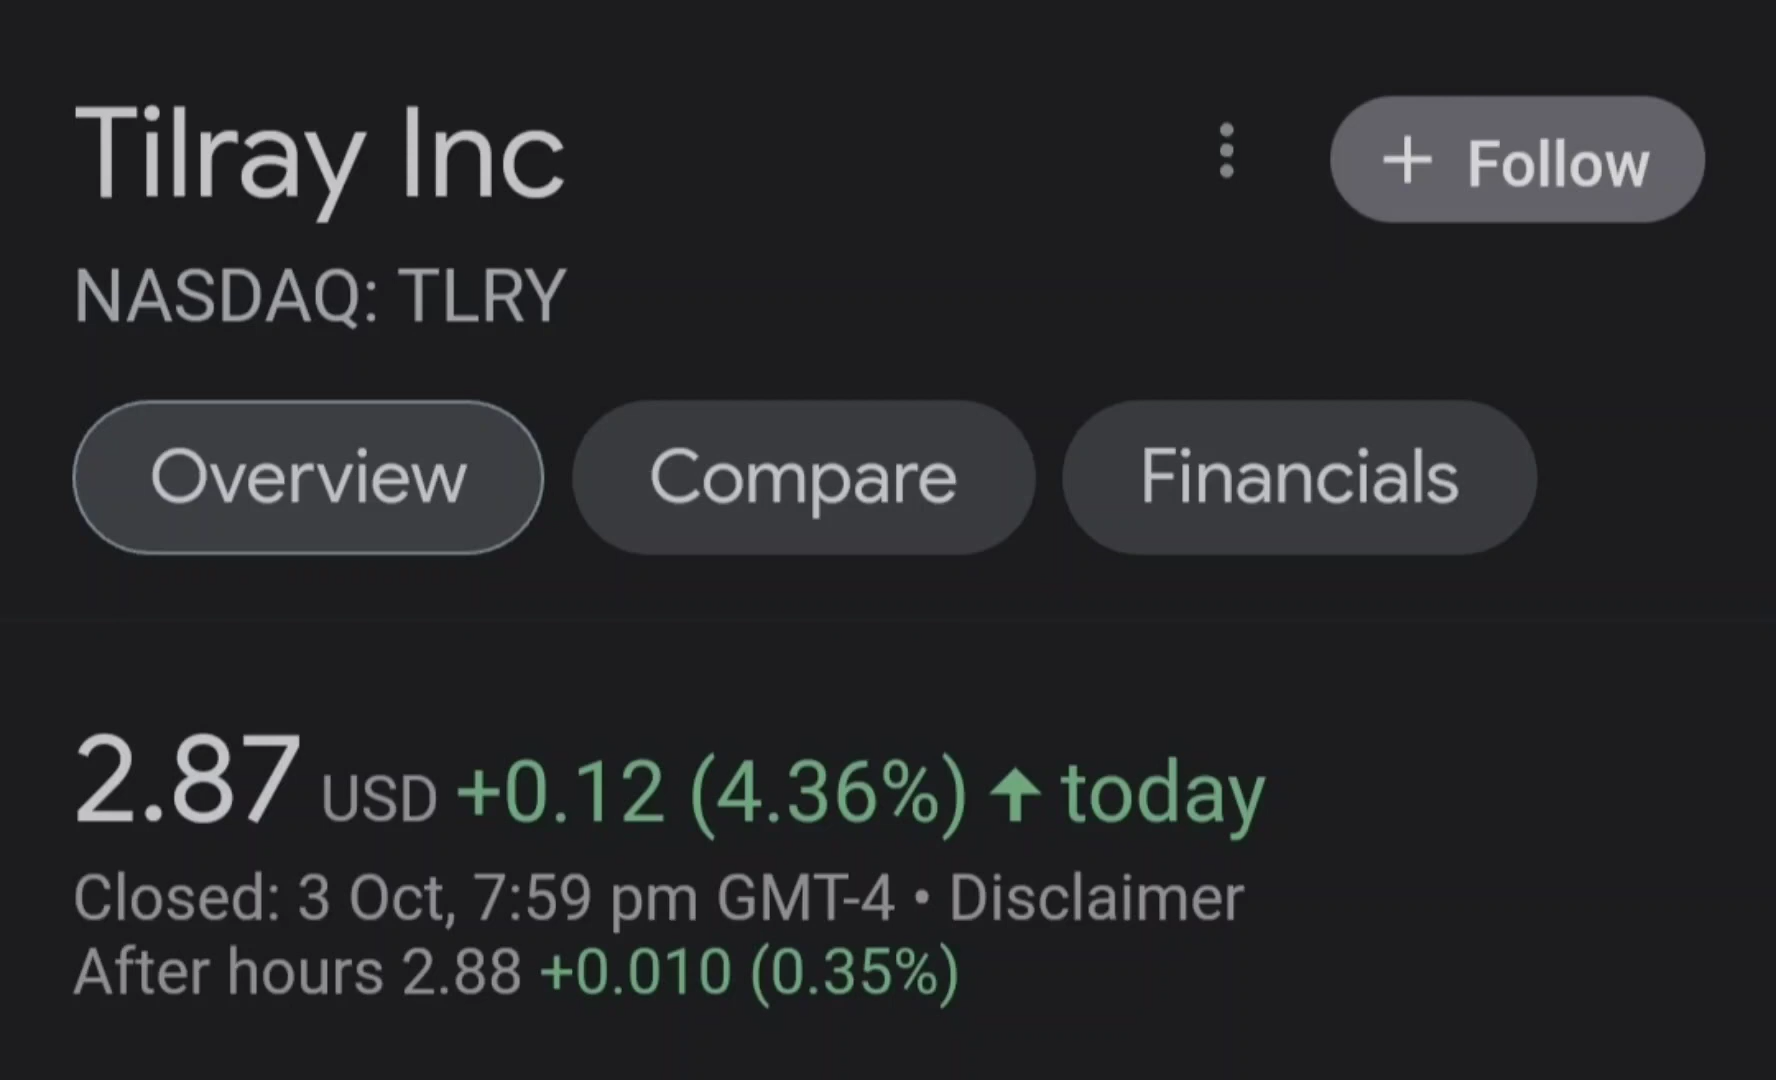 Tilray Inc
+ Follow
NASDAQ: TLRY
Overview
Compare
Financials
2.87 USD +0.12 (4.36%) ↑ today
Closed: 3 Oct, 7:59 pm GMT-4 • Disclaimer
After hours 2.88 +0.010 (0.35%)